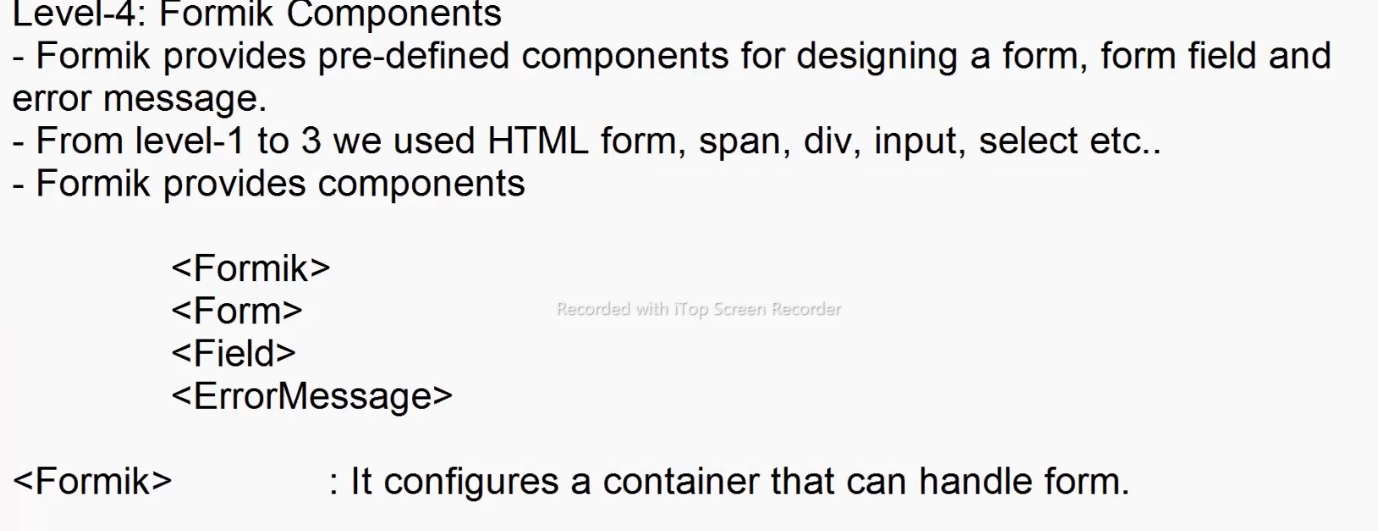 Level-4: Formik Components
- Formik provides pre-defined components for designing a form, form field and
error message.
- From level-1 to 3 we used HTML form, span, div, input, select etc..
- Formik provides components
<Formik>
<Form>
Recorded with iTop Screen Recorder
<Field>
<ErrorMessage>
<Formik> : It configures a container that can handle form.